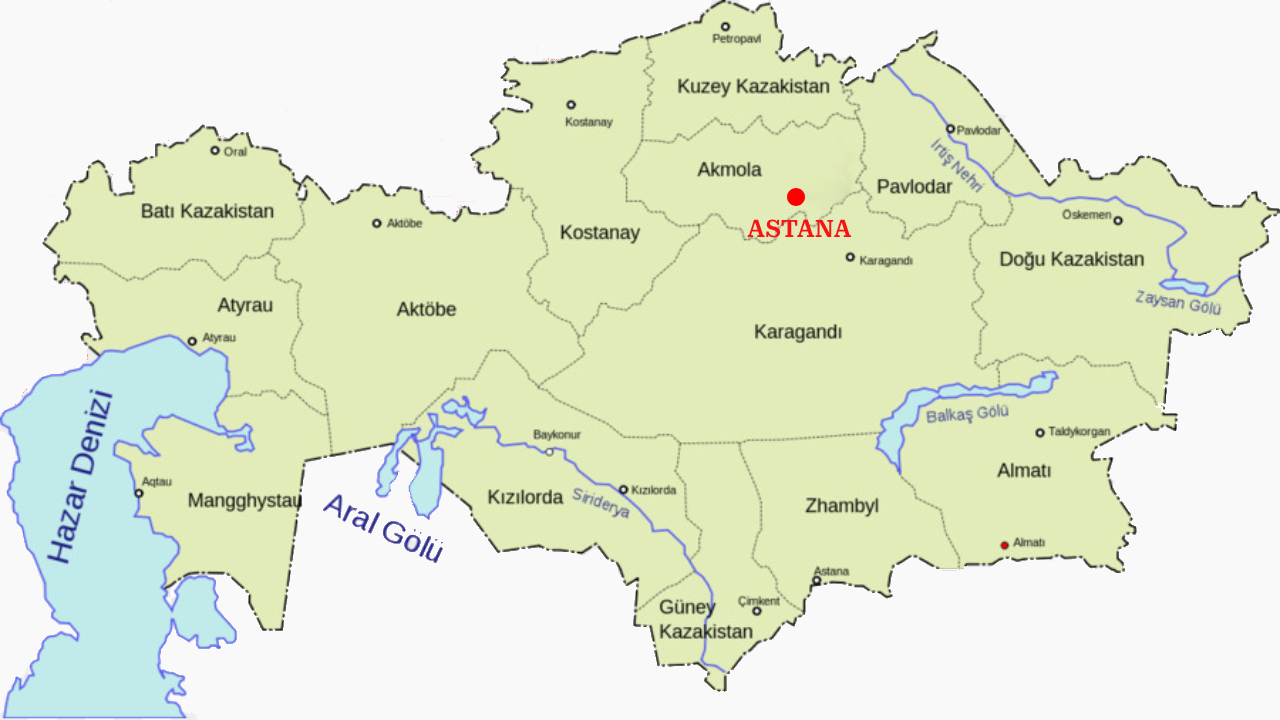 Petropavl
Kuzey Kazakistan
Kostanay
Pavlodar
Oral
İrtiş Nehri
Akmola
Pavlodar
Batı Kazakistan
Aktöbe
Kostanay
ASTANA
Öskemen
Karagandı
Doğu Kazakistan
Atyrau
Aktöbe
Zaysan Gölü
Atyrau
Karagandı
Hazar Denizi
Balkaş Gölü
Baykonur
Taldykorgan
Almatı
Aqtau
Mangghystau
Kızılorda
Siriderya
Kızılorda
Zhambyl
Aral Gölü
Almatı
Astana
Çimkent
Güney
Kazakistan